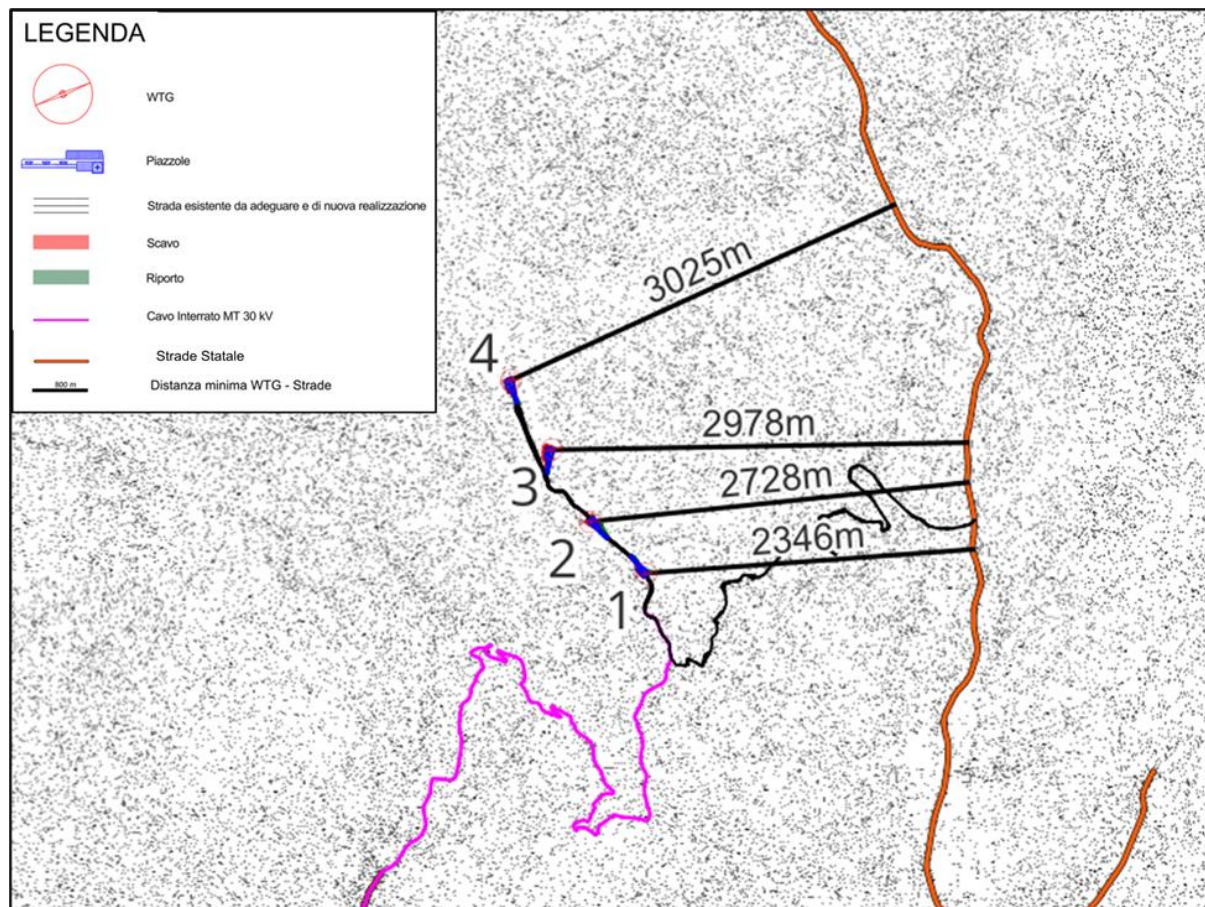 LEGENDA
WTG
Piazzole
Strada esistente da adeguare e di nuova realizzazione
Scavo
Riporto
Cavo Interrato MT 30 kV
Strade Statale
800 m
Distanza minima WTG - Strade
3025m
4
2978m
3
2728m
2
2346m
1